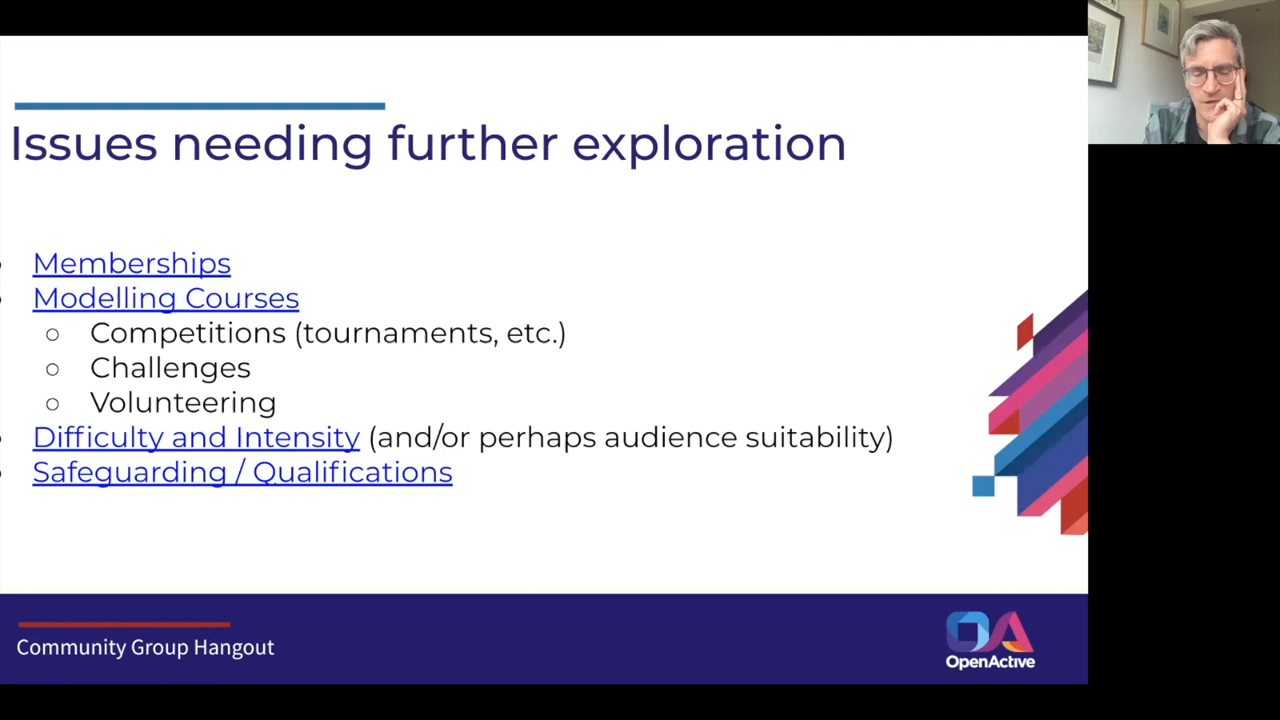 Issues needing further exploration
Memberships
Modelling Courses
Competitions (tournaments, etc.)
Challenges
Volunteering
Difficulty and Intensity (and/or perhaps audience suitability)
Safeguarding / Qualifications
Community Group Hangout
OA
OpenActive